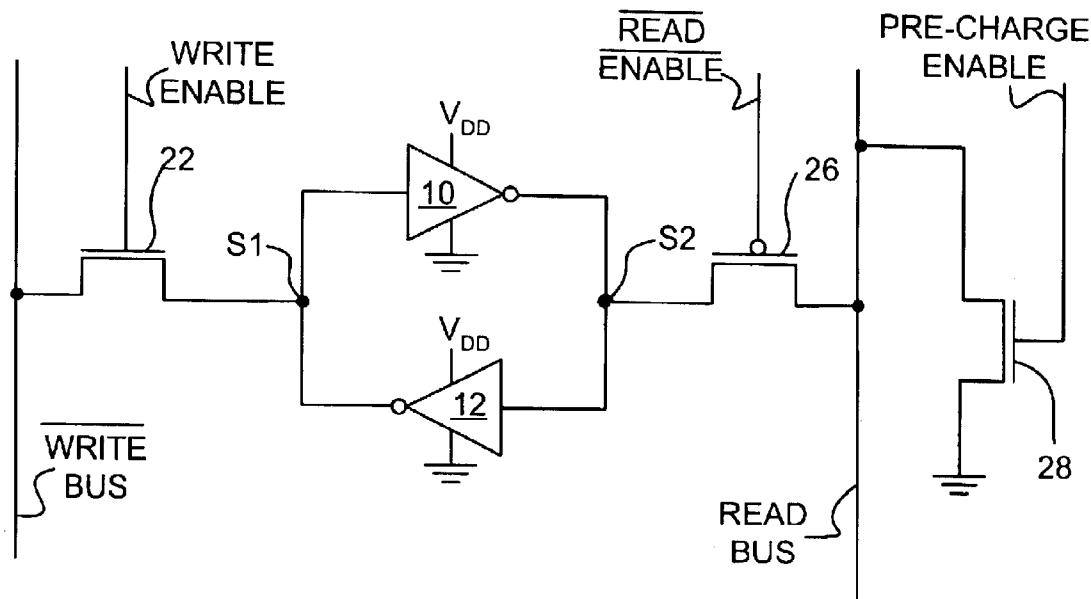 WRITE
ENABLE
22
S1
V_DD
10
V_DD
12
S2
READ
ENABLE
26
PRE-CHARGE
ENABLE
28
WRITE
BUS
READ
BUS